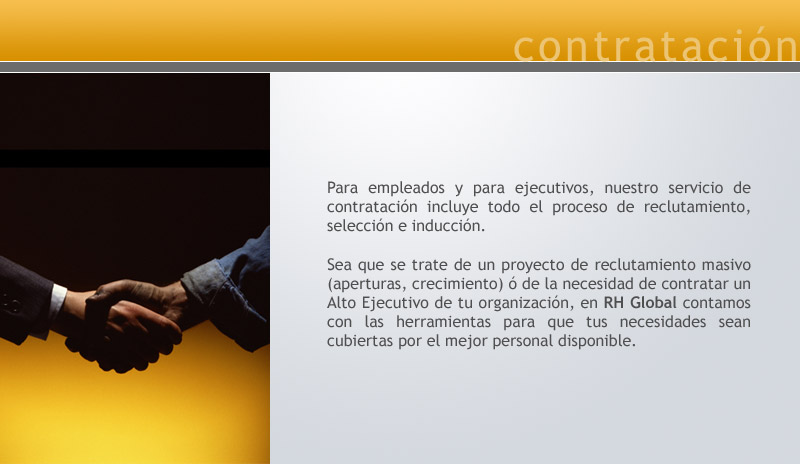 contratación
Para empleados y para ejecutivos, nuestro servicio de
contratación incluye todo el proceso de reclutamiento,
selección e inducción.
Sea que se trate de un proyecto de reclutamiento masivo
(aperturas, crecimiento) ó de la necesidad de contratar un
Alto Ejecutivo de tu organización, en RH Global contamos
con las herramientas para que tus necesidades sean
cubiertas por el mejor personal disponible.